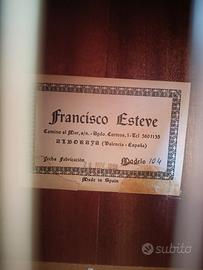 Francisco Esteve
Camino al Mar, s/n. - Apdo. Correos, 1 - Tel 3601135
ALBORAYA (Valencia - España)
Fecha Fabricación
Modelo 104
Made in Spain
subito